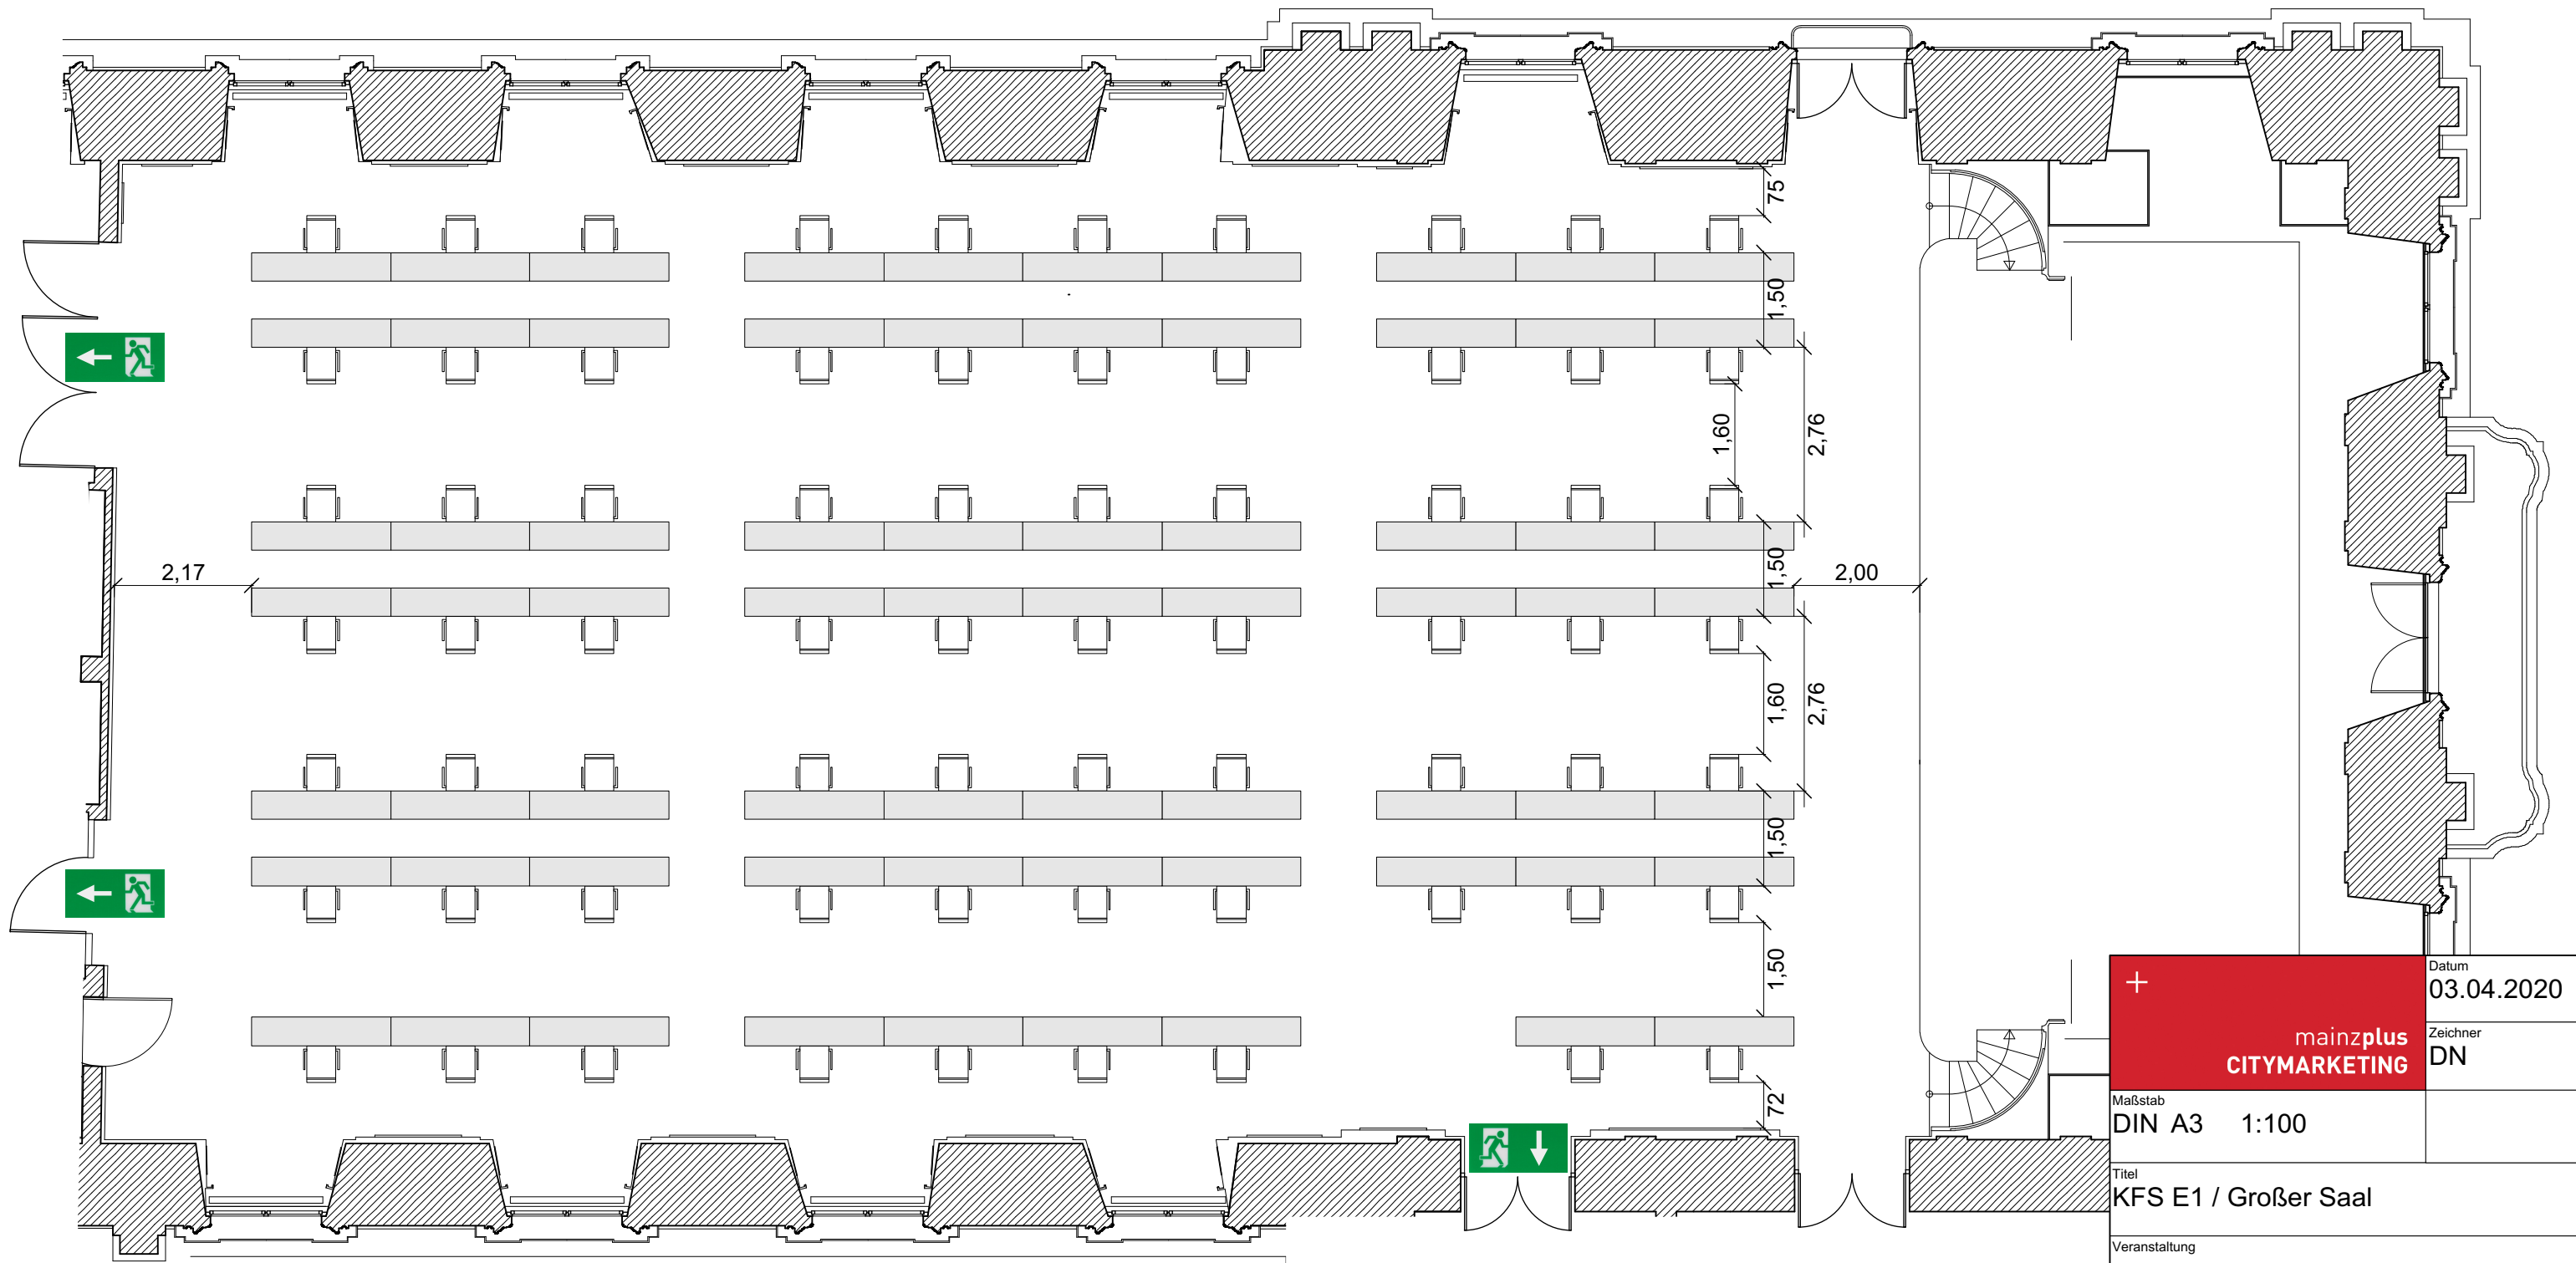 75
1,50
1,60
2,76
2,17
1,50
2,00
1,60
2,76
1,50
1,50
72
+
mainzplus
CITYMARKETING
Datum
03.04.2020
Zeichner
DN
Maßstab
DIN A3 1:100
Titel
KFS E1 / Großer Saal
Veranstaltung